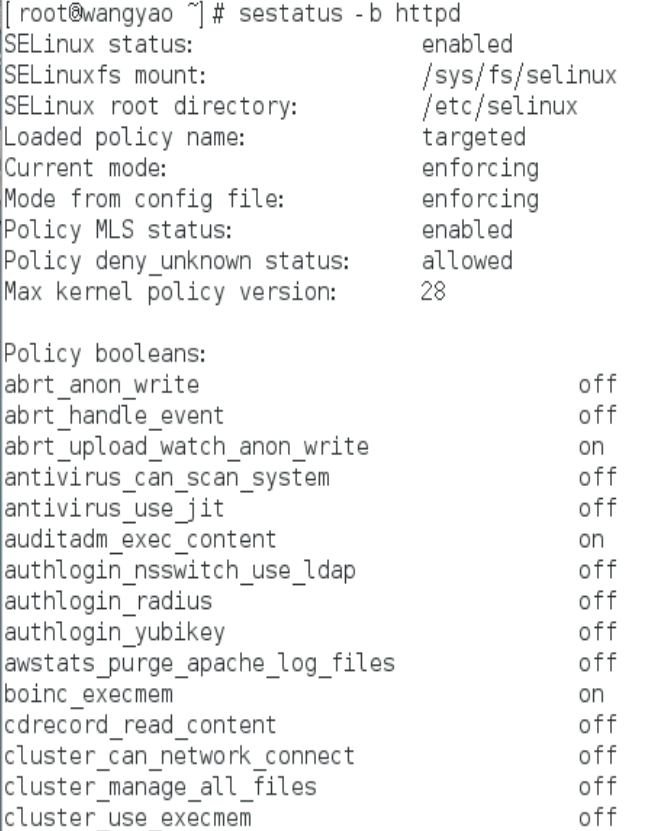 [root@wangyao ~]# sestatus -b httpd
SELinux status:                 enabled
SELinuxfs mount:                /sys/fs/selinux
SELinux root directory:         /etc/selinux
Loaded policy name:             targeted
Current mode:                   enforcing
Mode from config file:          enforcing
Policy MLS status:              enabled
Policy deny_unknown status:     allowed
Max kernel policy version:      28

Policy booleans:
abrt_anon_write                             off
abrt_handle_event                           off
abrt_upload_watch_anon_write                on
antivirus_can_scan_system                   off
antivirus_use_jit                           off
auditadm_exec_content                       on
authlogin_nsswitch_use_ldap                 off
authlogin_radius                            off
authlogin_yubikey                           off
awstats_purge_apache_log_files              off
boinc_execmem                               on
cdrecord_read_content                       off
cluster_can_network_connect                 off
cluster_manage_all_files                    off
cluster_use_execmem                         off